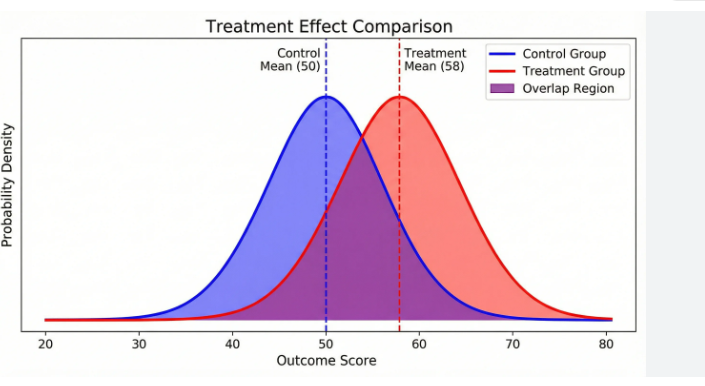 Treatment Effect Comparison
Control
Mean (50)
Treatment
Mean (58)
Control Group
Treatment Group
Overlap Region
Probability Density
20 30 40 50 60 70 80
Outcome Score